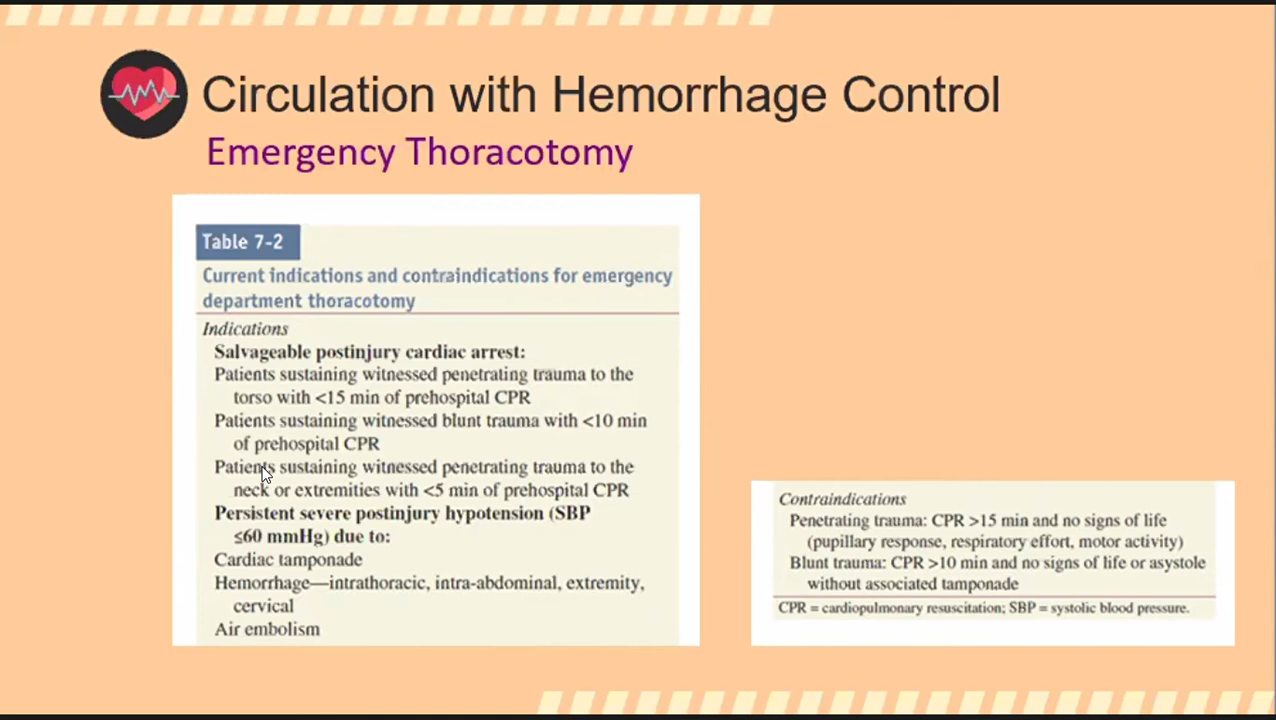 Circulation with Hemorrhage Control
Emergency Thoracotomy
Table 7-2
Current indications and contraindications for emergency
department thoracotomy
Indications
Salvageable postinjury cardiac arrest:
Patients sustaining witnessed penetrating trauma to the
torso with <15 min of prehospital CPR
Patients sustaining witnessed blunt trauma with <10 min
of prehospital CPR
Patients sustaining witnessed penetrating trauma to the
neck or extremities with <5 min of prehospital CPR
Persistent severe postinjury hypotension (SBP
≤60 mmHg) due to:
Cardiac tamponade
Hemorrhage—intrathoracic, intra-abdominal, extremity,
cervical
Air embolism
Contraindications
Penetrating trauma: CPR >15 min and no signs of life
(pupillary response, respiratory effort, motor activity)
Blunt trauma: CPR >10 min and no signs of life or asystole
without associated tamponade
CPR = cardiopulmonary resuscitation; SBP = systolic blood pressure.